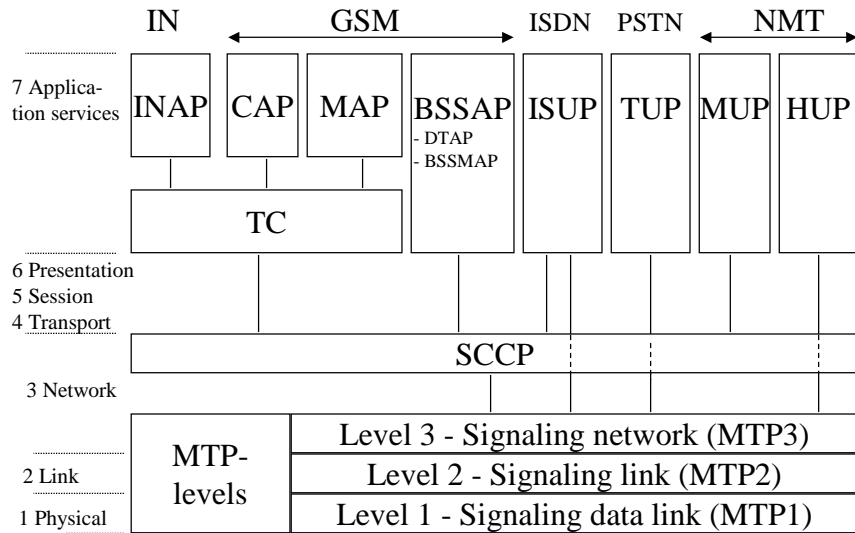 IN GSM ISDN PSTN NMT
7 Applica-
tion services
INAP CAP MAP BSSAP ISUP TUP MUP HUP
- DTAP
- BSSMAP
TC
6 Presentation
5 Session
4 Transport
SCCP
3 Network
MTP-
levels
Level 3 - Signaling network (MTP3)
2 Link
Level 2 - Signaling link (MTP2)
1 Physical
Level 1 - Signaling data link (MTP1)